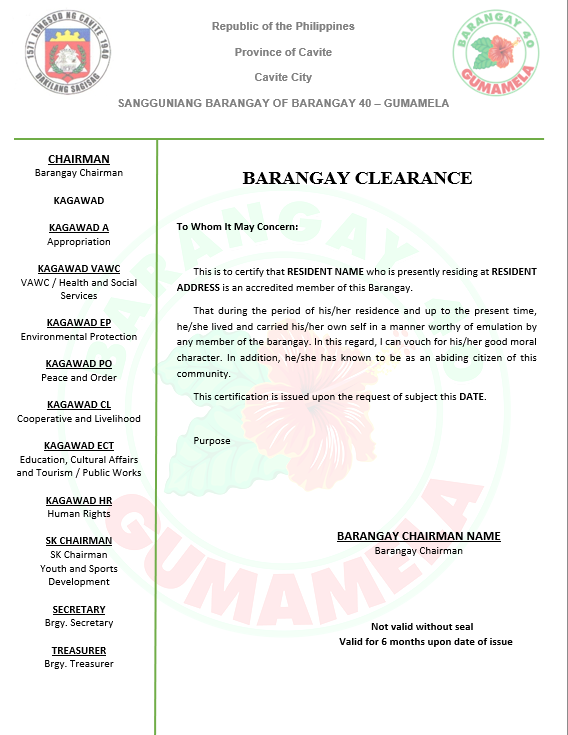 1571 LUNGSOD NG CAVITE 1940
DAKILANG SAGISAG
Republic of the Philippines
Province of Cavite
Cavite City
SANGGUNIANG BARANGAY OF BARANGAY 40 – GUMAMELA
BARANGAY 40
GUMAMELA
CHAIRMAN
Barangay Chairman
KAGAWAD
KAGAWAD A
Appropriation
KAGAWAD VAWC
VAWC / Health and Social
Services
KAGAWAD EP
Environmental Protection
KAGAWAD PO
Peace and Order
KAGAWAD CL
Cooperative and Livelihood
KAGAWAD ECT
Education, Cultural Affairs
and Tourism / Public Works
KAGAWAD HR
Human Rights
SK CHAIRMAN
SK Chairman
Youth and Sports
Development
SECRETARY
Brgy. Secretary
TREASURER
Brgy. Treasurer
BARANGAY CLEARANCE
To Whom It May Concern:
This is to certify that RESIDENT NAME who is presently residing at RESIDENT
ADDRESS is an accredited member of this Barangay.
That during the period of his/her residence and up to the present time,
he/she lived and carried his/her own self in a manner worthy of emulation by
any member of the barangay. In this regard, I can vouch for his/her good moral
character. In addition, he/she has known to be as an abiding citizen of this
community.
This certification is issued upon the request of subject this DATE.
Purpose
BARANGAY CHAIRMAN NAME
Barangay Chairman
Not valid without seal
Valid for 6 months upon date of issue
BARANGAY 40
GUMAMELA